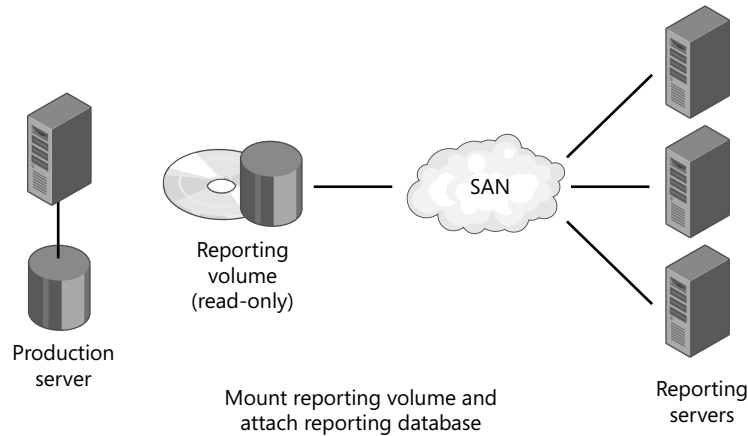 SAN
Reporting
volume
(read-only)
Production
server
Mount reporting volume and
attach reporting database
Reporting
servers